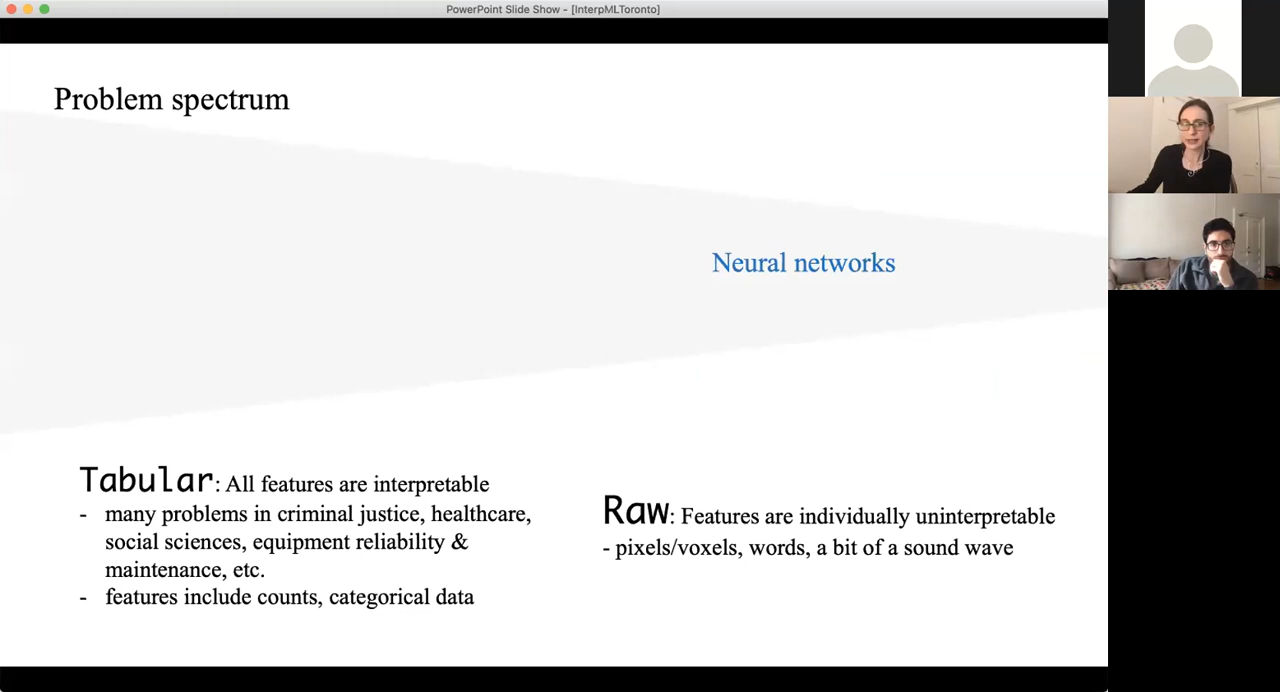 PowerPoint Slide Show - [InterpMLToronto]
Problem spectrum
Neural networks
Tabular: All features are interpretable
- many problems in criminal justice, healthcare,
social sciences, equipment reliability &
maintenance, etc.
- features include counts, categorical data
Raw: Features are individually uninterpretable
- pixels/voxels, words, a bit of a sound wave